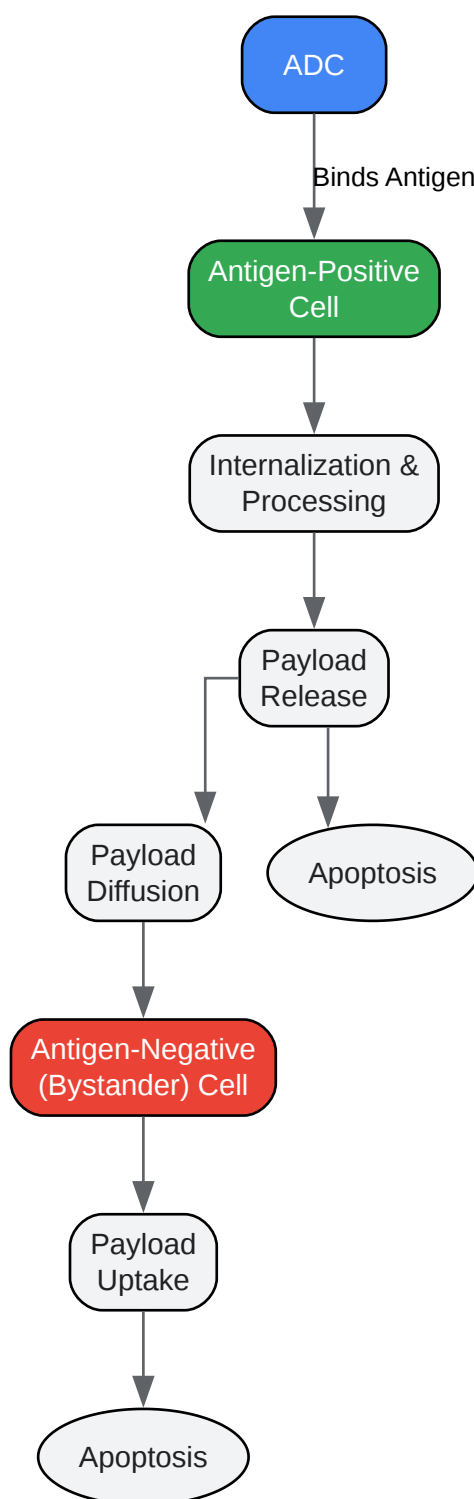 ADC
Binds Antigen
Antigen-Positive
Cell
Internalization &
Processing
Payload
Release
Payload
Diffusion
Apoptosis
Antigen-Negative
(Bystander) Cell
Payload
Uptake
Apoptosis